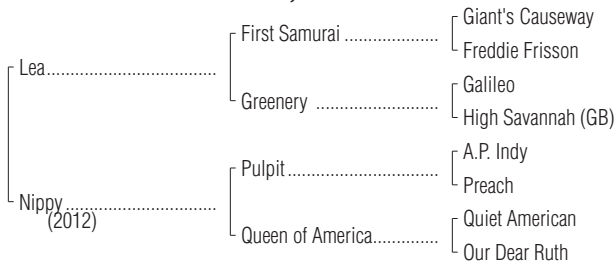 Giant's Causeway
First Samurai ....................
Freddie Frisson
Lea....................................
Galileo
Greenery ..........................
High Savannah (GB)
A.P. Indy
Pulpit.................................
Preach
Nippy................................
(2012)
Quiet American
Queen of America..............
Our Dear Ruth